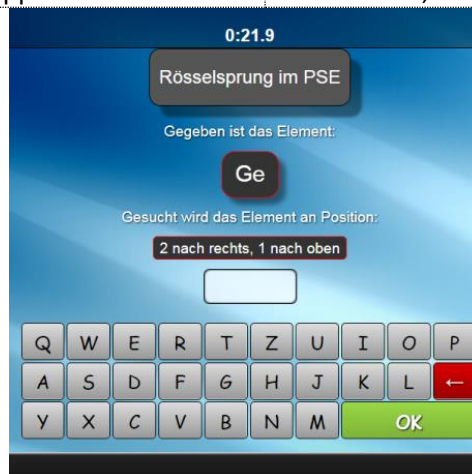 0:21.9
Rösselsprung im PSE
Gegeben ist das Element:
Ge
Gesucht wird das Element an Position:
2 nach rechts, 1 nach oben
Q W E R T Z U I O P
A S D F G H J K L ←
Y X C V B N M OK